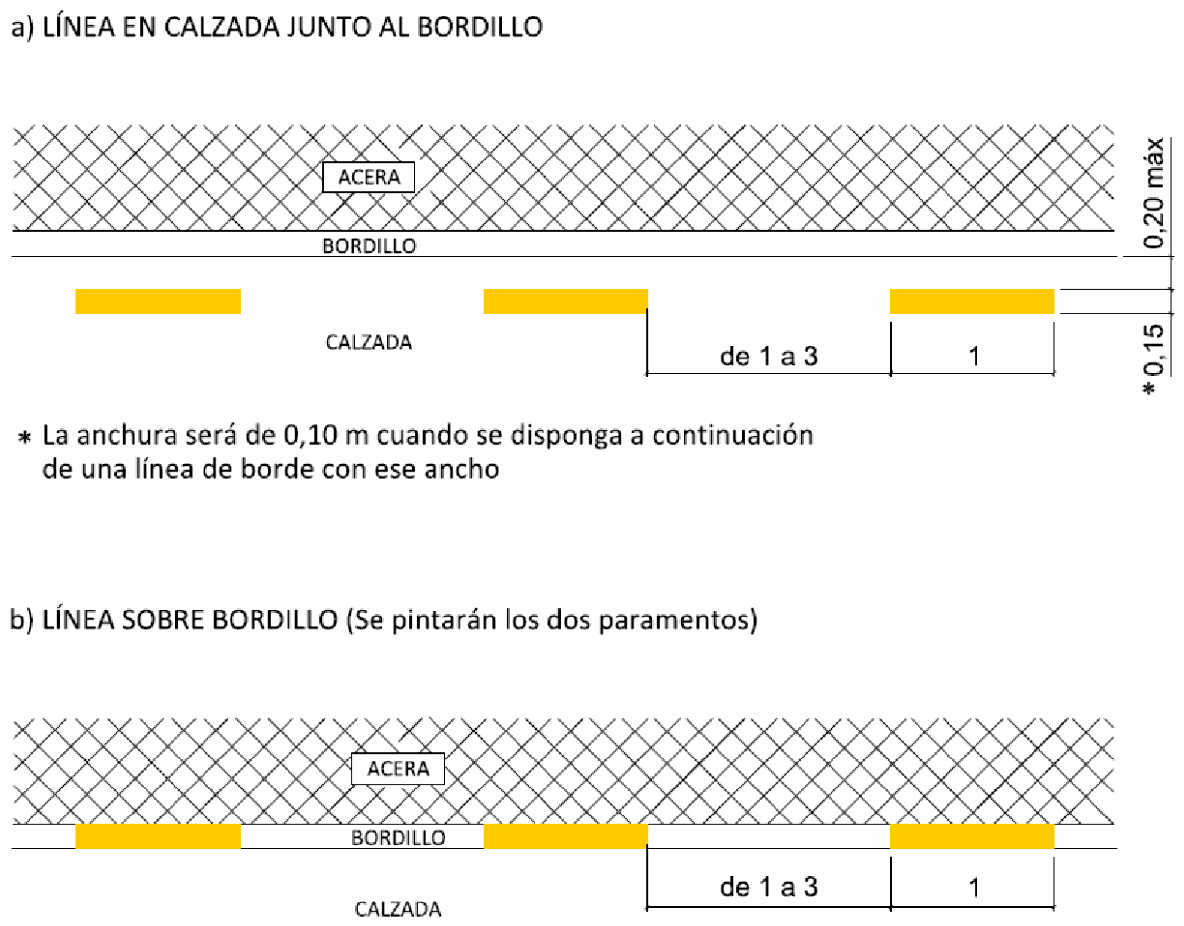 a) LÍNEA EN CALZADA JUNTO AL BORDILLO
ACERA
0,20 máx
BORDILLO
CALZADA
de 1 a 3
1
*0,15
* La anchura será de 0,10 m cuando se disponga a continuación
de una línea de borde con ese ancho
b) LÍNEA SOBRE BORDILLO (Se pintarán los dos paramentos)
ACERA
BORDILLO
de 1 a 3
1
CALZADA